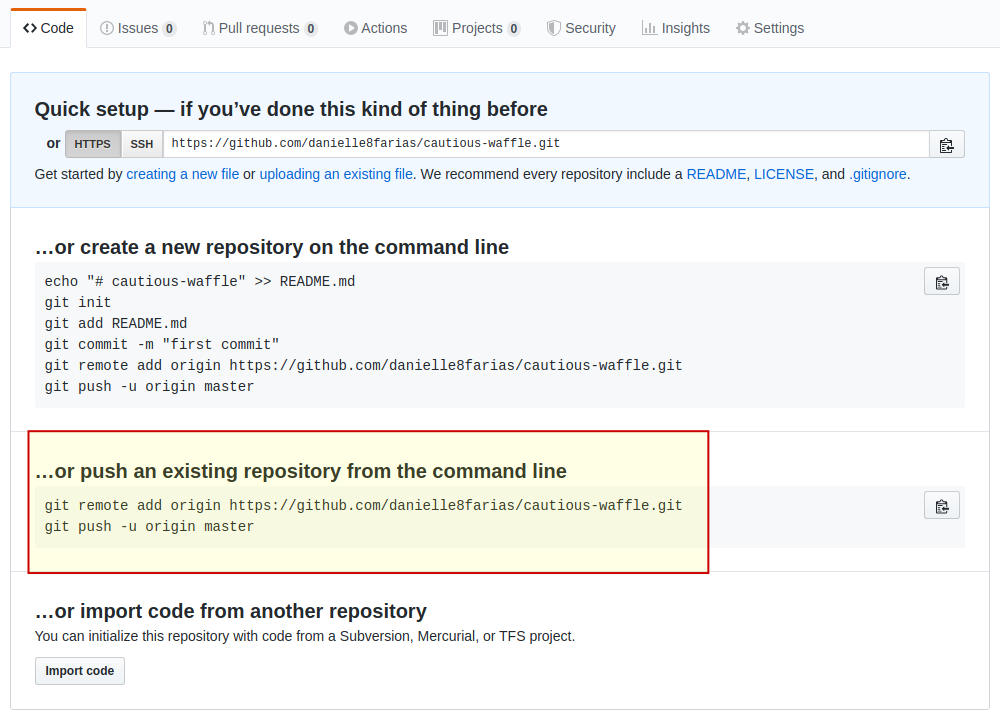 Code Issues 0 Pull requests 0 Actions Projects 0 Security Insights Settings
Quick setup — if you’ve done this kind of thing before
or HTTPS SSH https://github.com/danielle8farias/cautious-waffle.git
Get started by creating a new file or uploading an existing file. We recommend every repository include a README, LICENSE, and .gitignore.
…or create a new repository on the command line
echo "# cautious-waffle" >> README.md
git init
git add README.md
git commit -m "first commit"
git remote add origin https://github.com/danielle8farias/cautious-waffle.git
git push -u origin master
…or push an existing repository from the command line
git remote add origin https://github.com/danielle8farias/cautious-waffle.git
git push -u origin master
…or import code from another repository
You can initialize this repository with code from a Subversion, Mercurial, or TFS project.
Import code